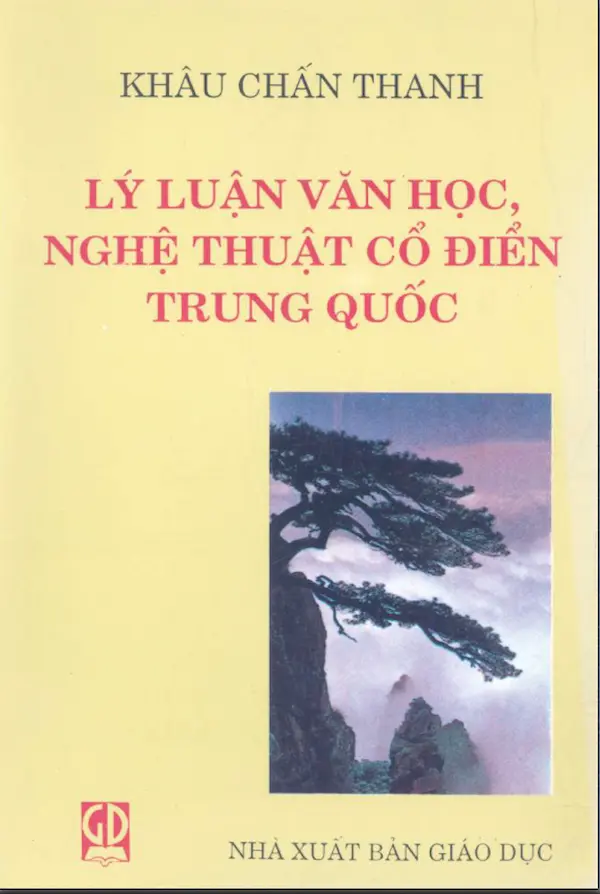 KHÂU CHẤN THANH
LÝ LUẬN VĂN HỌC,
NGHỆ THUẬT CỔ ĐIỂN
TRUNG QUỐC
GD
NHÀ XUẤT BẢN GIÁO DỤC